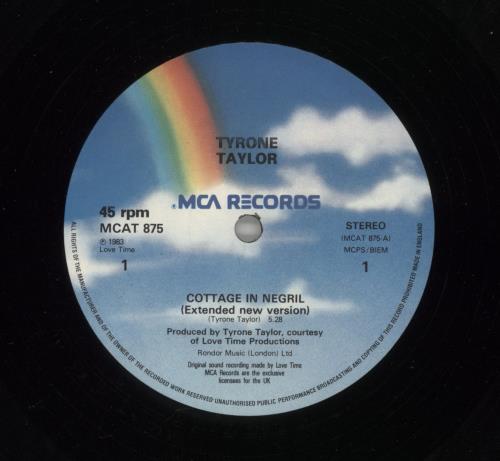 TYRONE
TAYLOR
MCA RECORDS
45 rpm
MCAT 875
℗ 1983
Love Time
1
STEREO
(MCAT 875-A)
MCPS/BIEM
1
COTTAGE IN NEGRIL
(Extended new version)
(Tyrone Taylor) 5.28
Produced by Tyrone Taylor, courtesy
of Love Time Productions
Rondor Music (London) Ltd
Original sound recording made by Love Time
MCA Records are the exclusive
licensees for the UK
ALL RIGHTS OF THE MANUFACTURER AND OF THE OWNER OF THE RECORDED WORK RESERVED UNAUTHORISED PUBLIC PERFORMANCE BROADCASTING AND COPYING OF THIS RECORD PROHIBITED MADE IN ENGLAND